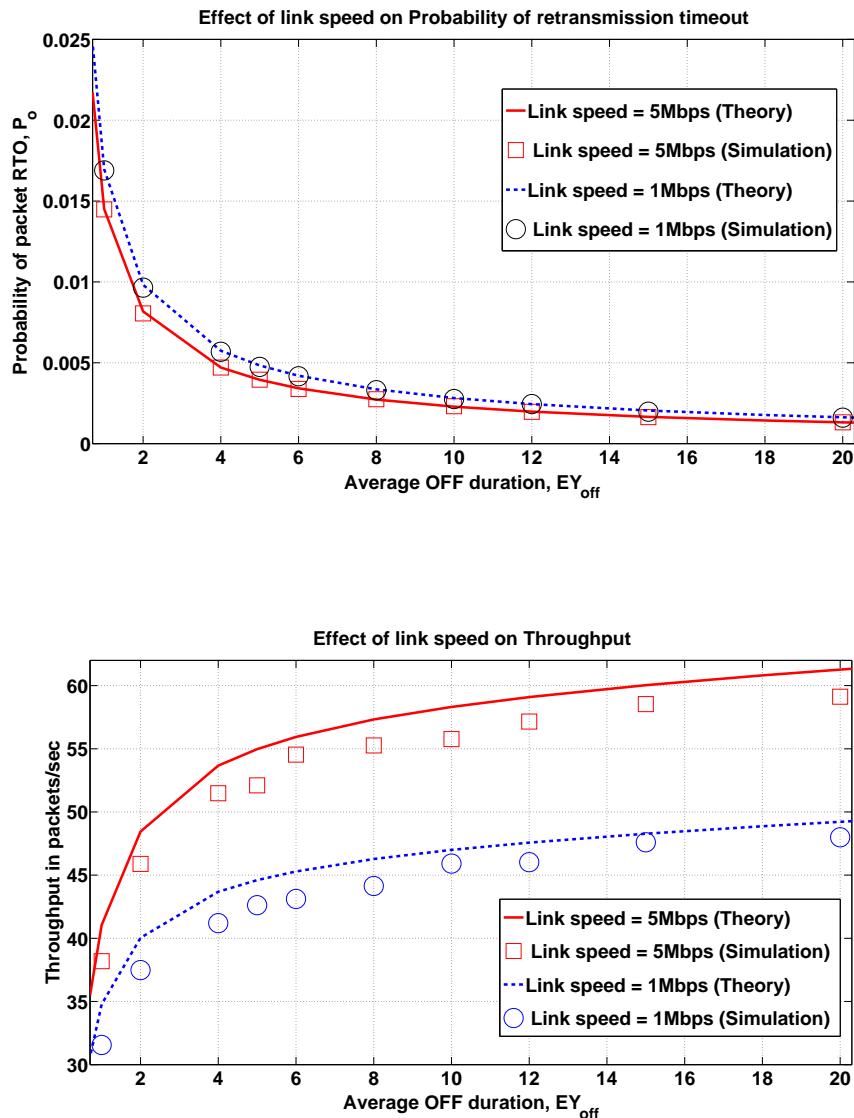 Effect of link speed on Probability of retransmission timeout
0.025
0.02
0.015
0.01
0.005
0
Probability of packet RTO, P_o
Link speed = 5Mbps (Theory)
Link speed = 5Mbps (Simulation)
Link speed = 1Mbps (Theory)
Link speed = 1Mbps (Simulation)
2 4 6 8 10 12 14 16 18 20
Average OFF duration, EY_off
Effect of link speed on Throughput
60
55
50
45
40
35
30
Throughput in packets/sec
Link speed = 5Mbps (Theory)
Link speed = 5Mbps (Simulation)
Link speed = 1Mbps (Theory)
Link speed = 1Mbps (Simulation)
2 4 6 8 10 12 14 16 18 20
Average OFF duration, EY_off